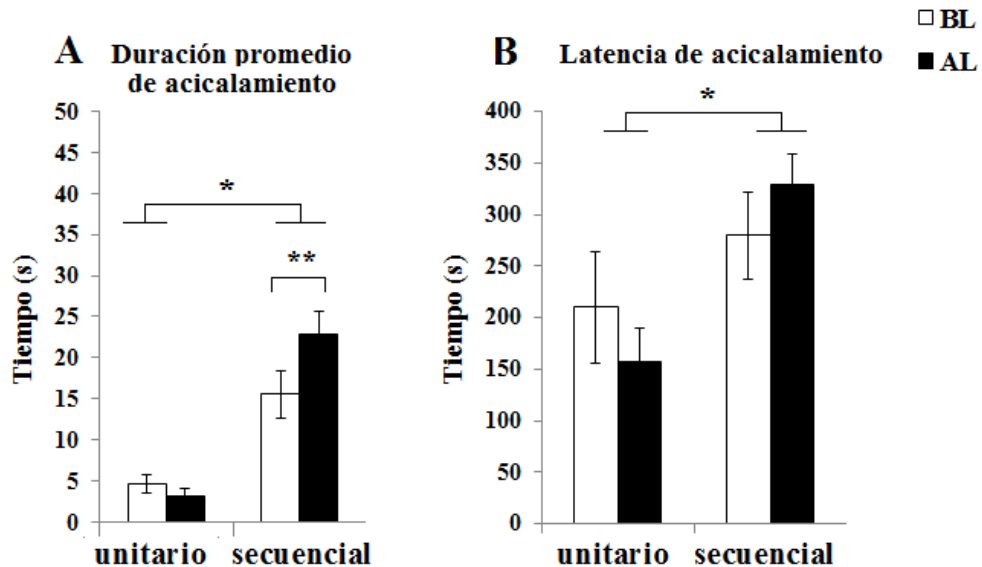 BL
AL
A Duración promedio
de acicalamiento
50
45
40
35
30
25
20
15
10
5
0
Tiempo (s)
*
**
unitario secuencial
B Latencia de acicalamiento
400
350
300
250
200
150
100
50
0
Tiempo (s)
*
unitario secuencial